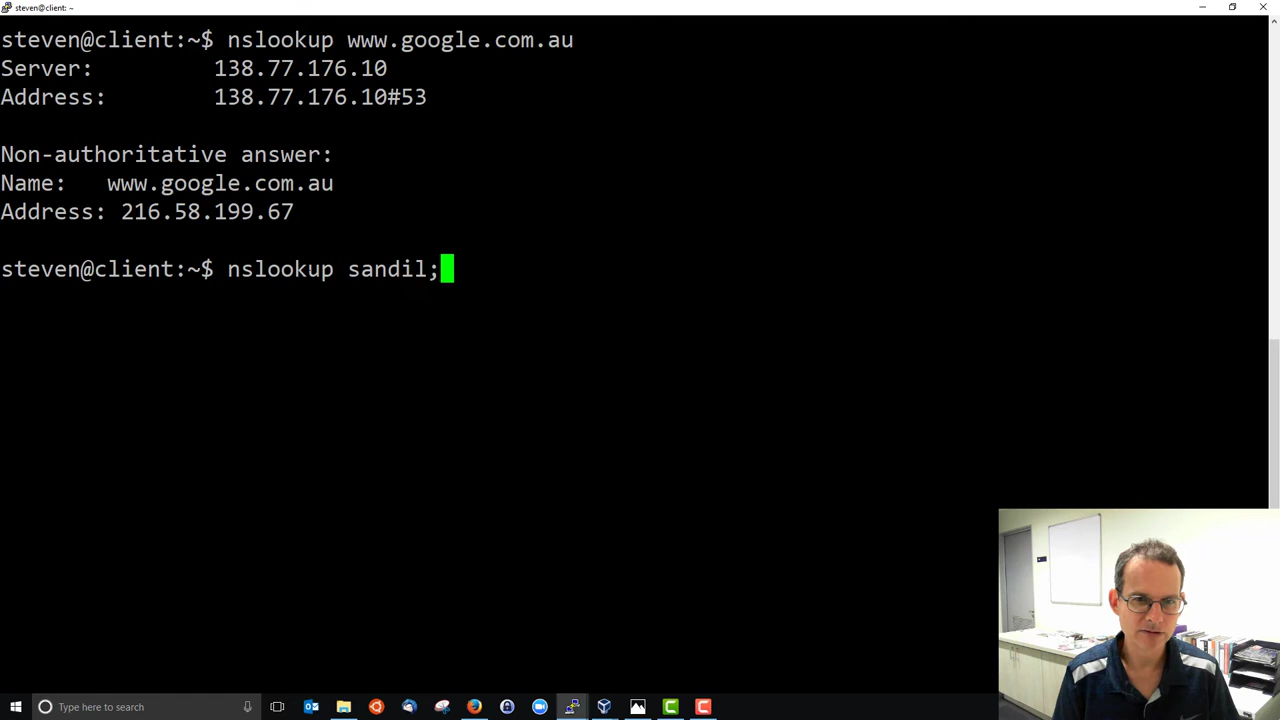 steven@client: ~
steven@client:~$ nslookup www.google.com.au
Server:		138.77.176.10
Address:	138.77.176.10#53
Non-authoritative answer:
Name:	www.google.com.au
Address: 216.58.199.67
steven@client:~$ nslookup sandil;
Type here to search